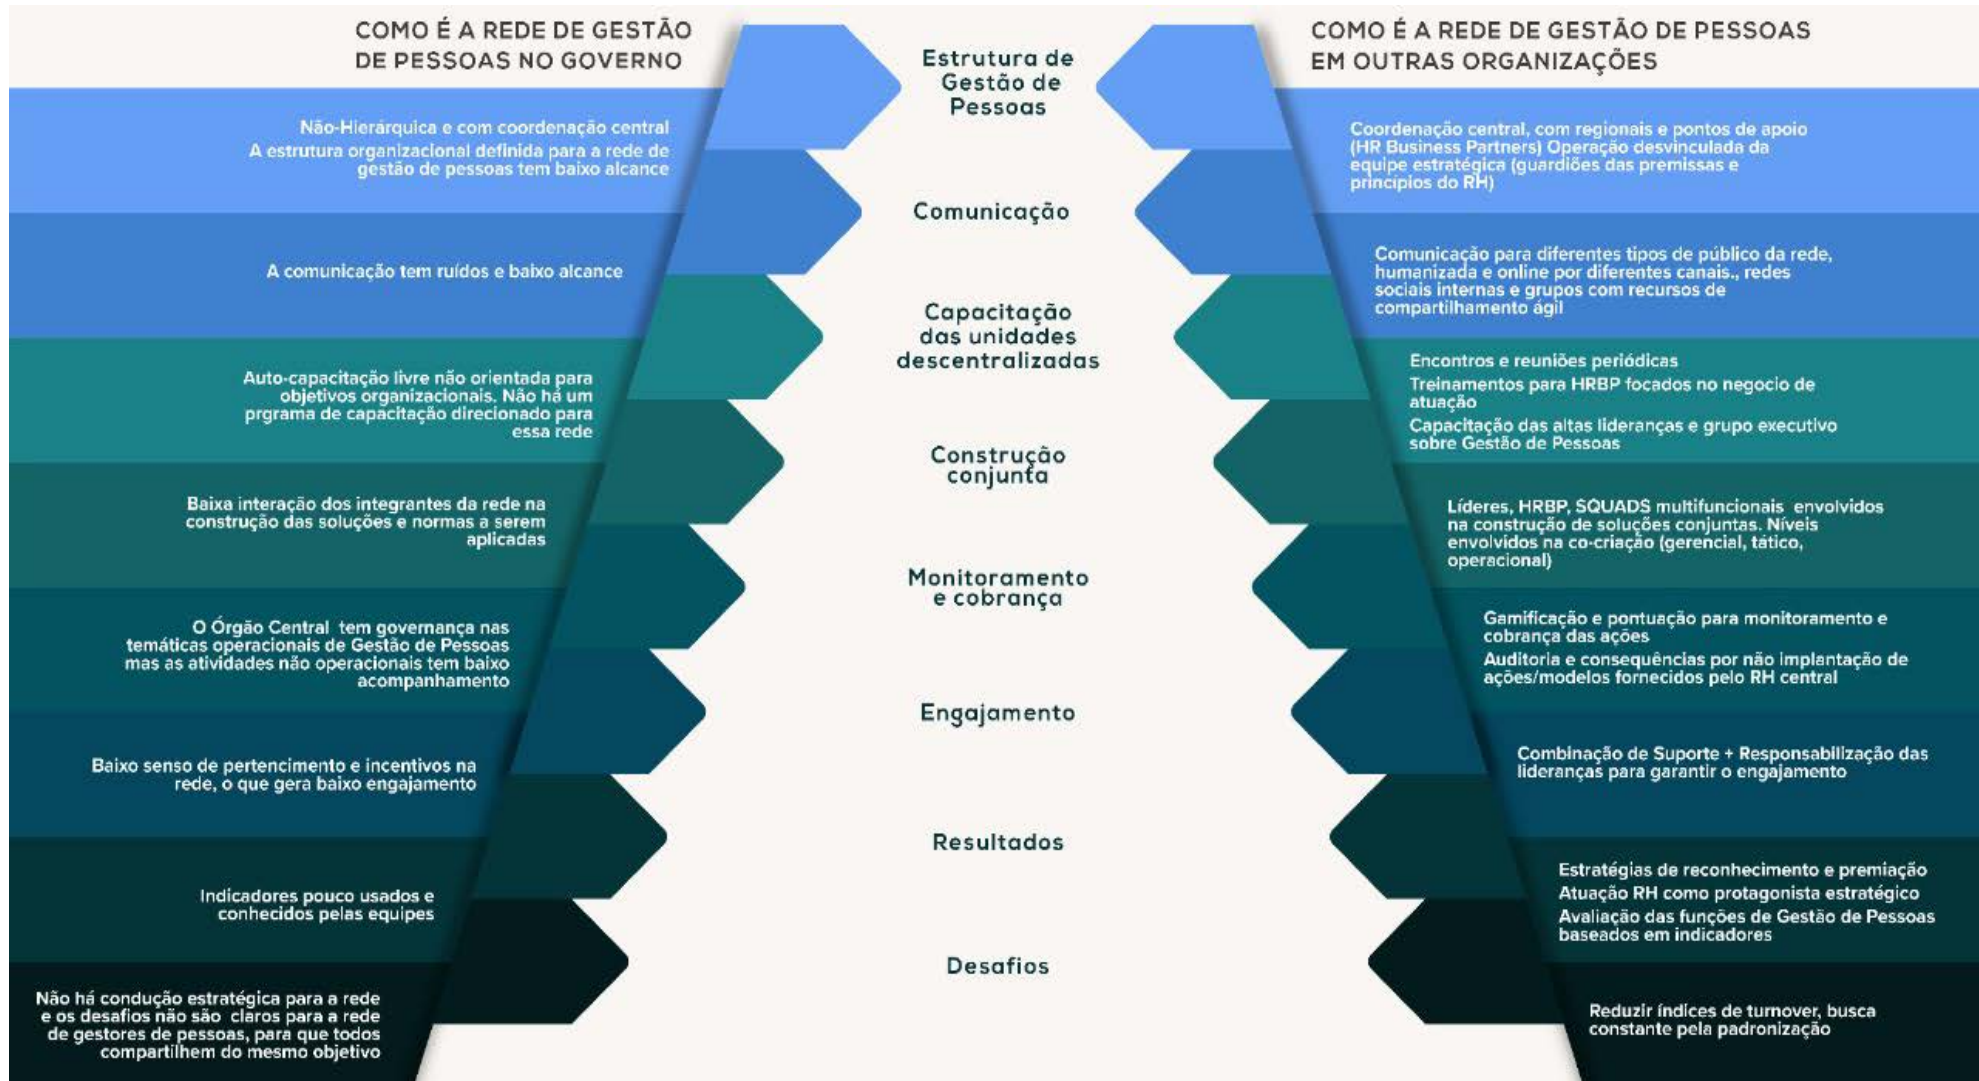 COMO É A REDE DE GESTÃO
DE PESSOAS NO GOVERNO
COMO É A REDE DE GESTÃO DE PESSOAS
EM OUTRAS ORGANIZAÇÕES
Estrutura de
Gestão de
Pessoas
Não-Hierárquica e com coordenação central
A estrutura organizacional definida para a rede de
gestão de pessoas tem baixo alcance
Coordenação central, com regionais e pontos de apoio
(HR Business Partners) Operação desvinculada da
equipe estratégica (guardiões das premissas e
princípios do RH)
Comunicação
A comunicação tem ruídos e baixo alcance
Comunicação para diferentes tipos de público da rede,
humanizada e online por diferentes canais., redes
sociais internas e grupos com recursos de
compartilhamento ágil
Capacitação
das unidades
descentralizadas
Auto-capacitação livre não orientada para
objetivos organizacionais. Não há um
prgrama de capacitação direcionado para
essa rede
Encontros e reuniões periódicas
Treinamentos para HRBP focados no negocio de
atuação
Capacitação das altas lideranças e grupo executivo
sobre Gestão de Pessoas
Construção
conjunta
Baixa interação dos integrantes da rede na
construção das soluções e normas a serem
aplicadas
Líderes, HRBP, SQUADS multifuncionais envolvidos
na construção de soluções conjuntas. Níveis
envolvidos na co-criação (gerencial, tático,
operacional)
Monitoramento
e cobrança
O Órgão Central tem governança nas
temáticas operacionais de Gestão de Pessoas
mas as atividades não operacionais tem baixo
acompanhamento
Gamificação e pontuação para monitoramento e
cobrança das ações
Auditoria e consequências por não implantação de
ações/modelos fornecidos pelo RH central
Engajamento
Baixo senso de pertencimento e incentivos na
rede, o que gera baixo engajamento
Combinação de Suporte + Responsabilização das
lideranças para garantir o engajamento
Resultados
Indicadores pouco usados e
conhecidos pelas equipes
Estratégias de reconhecimento e premiação
Atuação RH como protagonista estratégico
Avaliação das funções de Gestão de Pessoas
baseados em indicadores
Desafios
Não há condução estratégica para a rede
e os desafios não são claros para a rede
de gestores de pessoas, para que todos
compartilhem do mesmo objetivo
Reduzir índices de turnover, busca
constante pela padronização